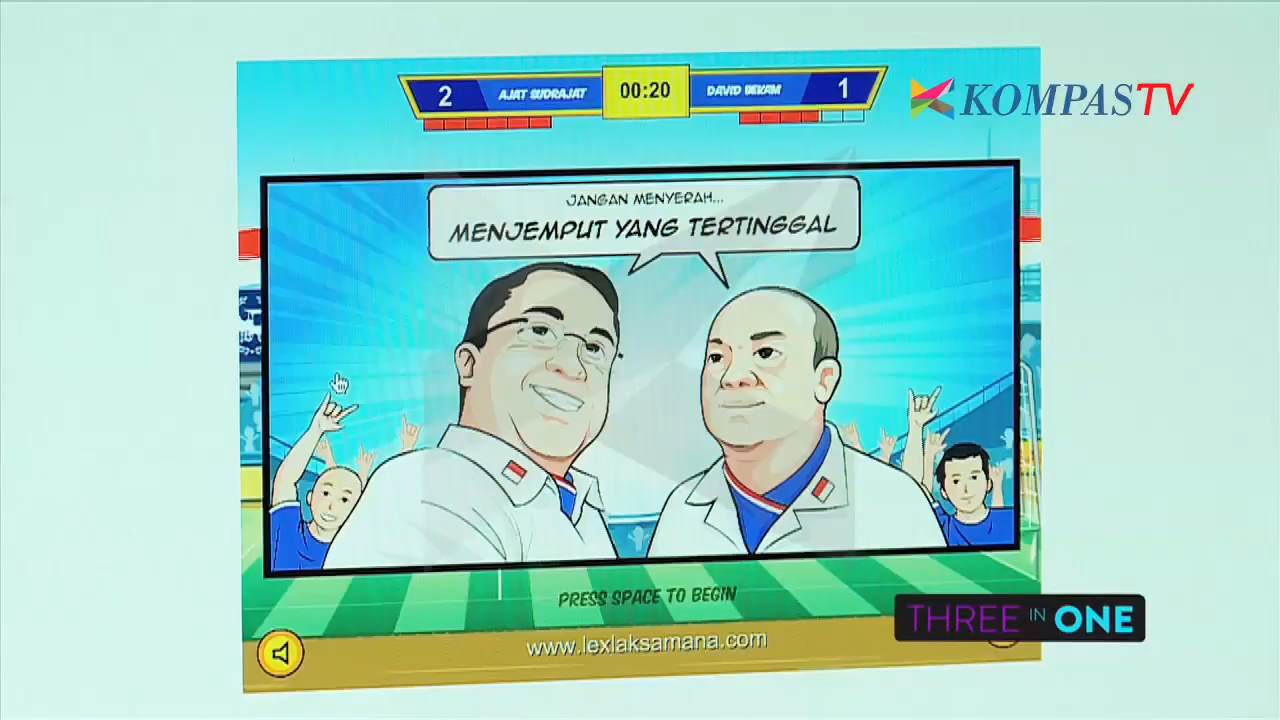 2 AJAT SUDRAJAT 00:20 DAVID BEKAM 1
KOMPASTV
JANGAN MENYERAH...
MENJEMPUT YANG TERTINGGAL
PRESS SPACE TO BEGIN
www.lexlaksamana.com
THREE IN ONE